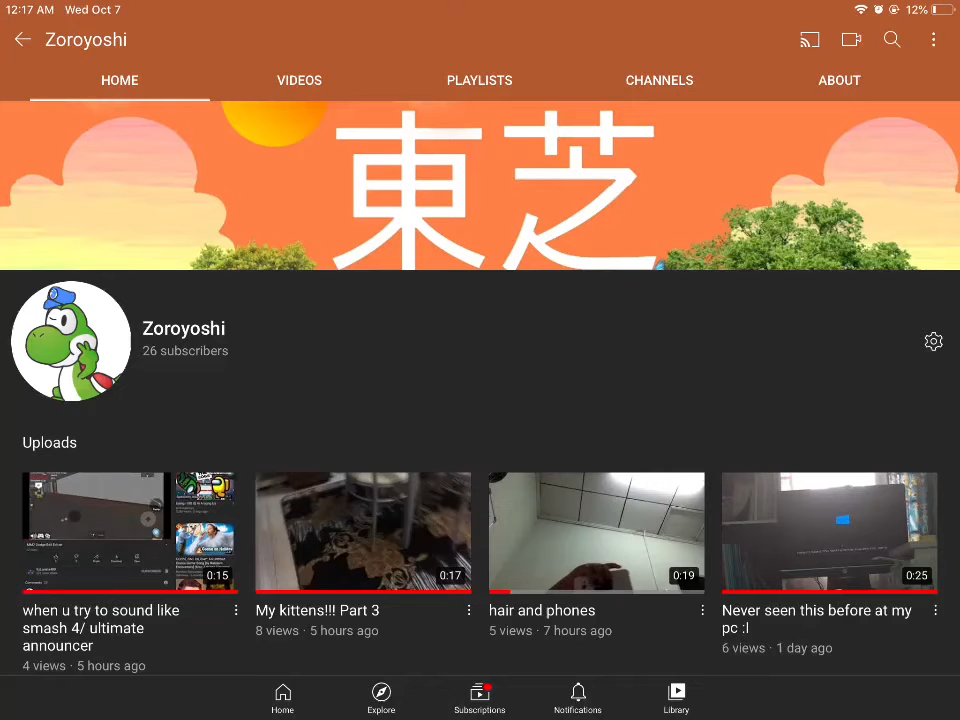 12:17 AM Wed Oct 7
12%
Zoroyoshi
HOME
VIDEOS
PLAYLISTS
CHANNELS
ABOUT
東芝
Zoroyoshi
26 subscribers
Uploads
0:15
0:17
0:19
0:25
when u try to sound like
smash 4/ ultimate
announcer
4 views · 5 hours ago
My kittens!!! Part 3
8 views · 5 hours ago
hair and phones
5 views · 7 hours ago
Never seen this before at my
pc :l
6 views · 1 day ago
Home
Explore
Subscriptions
Notifications
Library